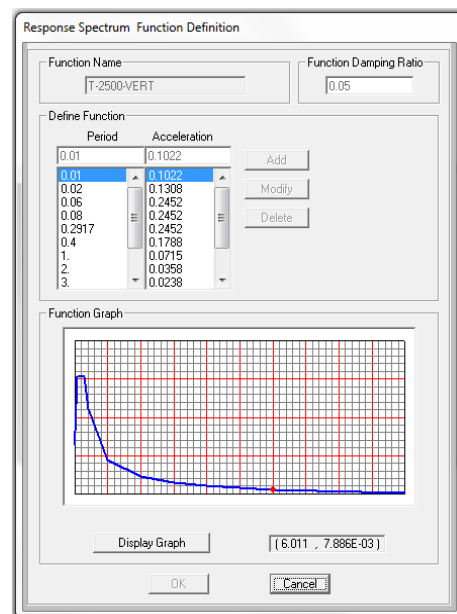 Response Spectrum Function Definition
Function Name
Function Damping Ratio
T-2500-VERT
0.05
Define Function
Period Acceleration
0.01 0.1022 Add
0.01 0.1022
0.02 0.1308 Modify
0.06 0.2452
0.08 0.2452 Delete
0.2917 0.2452
0.4 0.1788
1. 0.0715
2. 0.0358
3. 0.0238
Function Graph
Display Graph ( 6.011 , 7.886E-03 )
OK Cancel